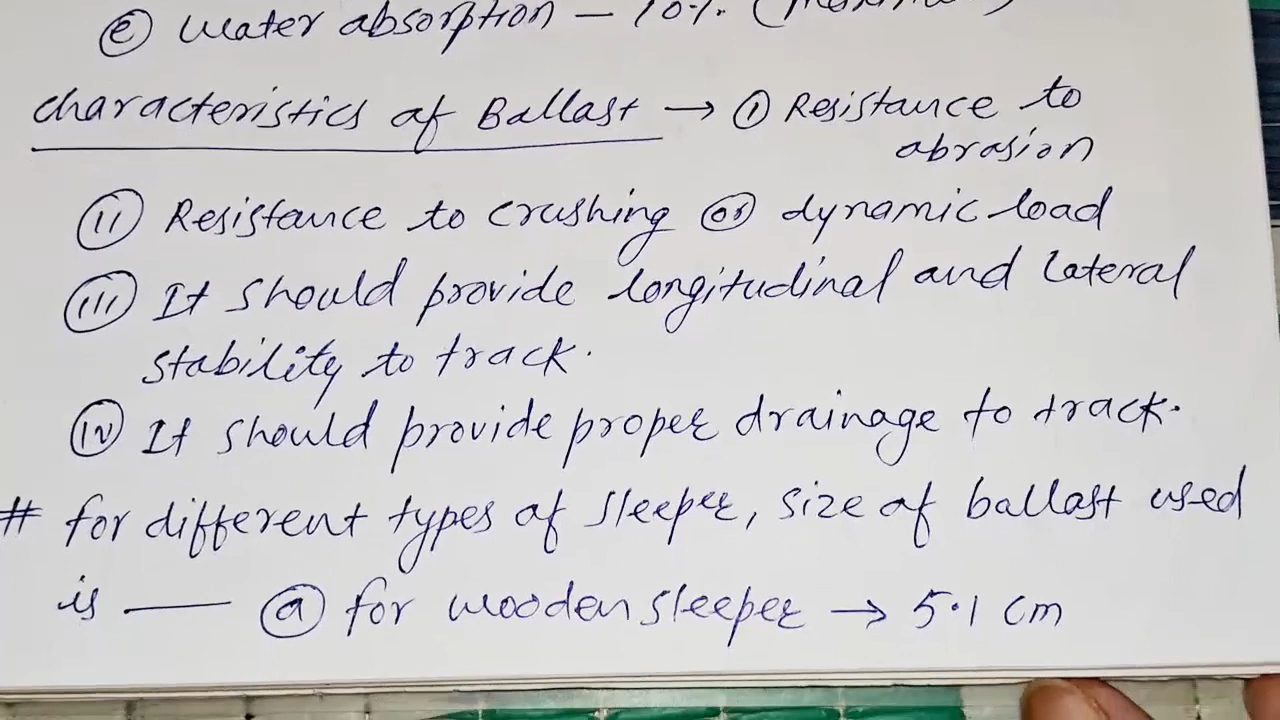 (e) Water absorption — 10%. (
Characteristics of Ballast → (i) Resistance to
abrasion
(ii) Resistance to crushing (or) dynamic load
(iii) It should provide longitudinal and lateral
stability to track.
(iv) It should provide proper drainage to track.
# for different types of sleeper, size of ballast used
is —— (a) for wooden sleeper → 5.1 cm